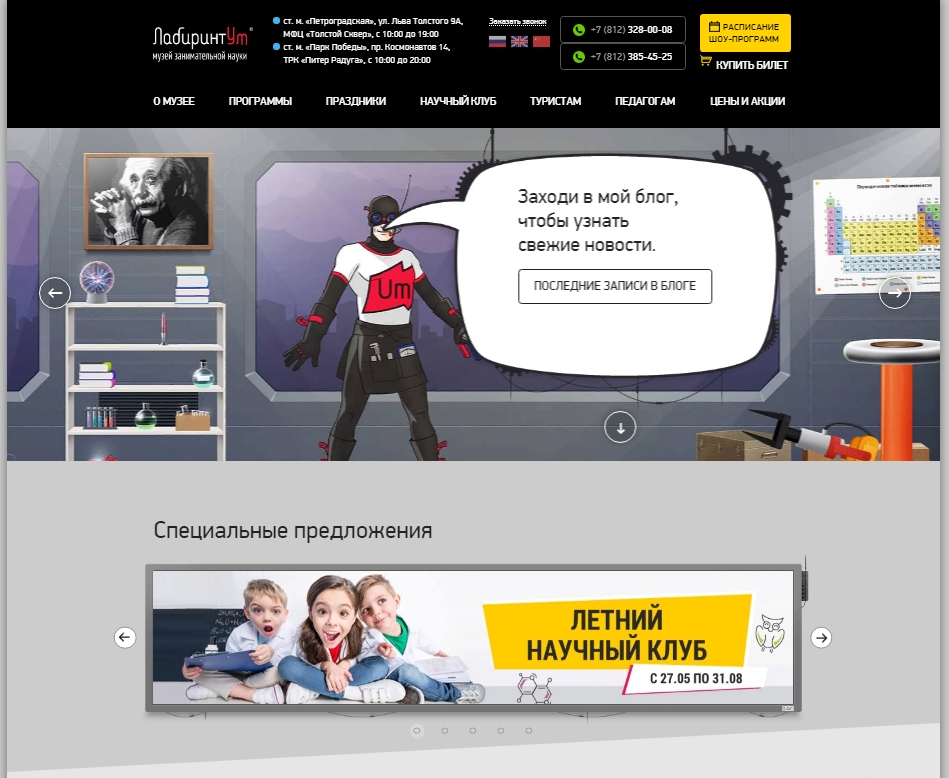 ЛабиринтУм
музей занимательной науки
ст. м. «Петроградская», ул. Льва Толстого 9А,
МФЦ «Толстой Сквер», с 10:00 до 19:00
ст. м. «Парк Победы», пр. Космонавтов 14,
ТРК «Питер Радуга», с 10:00 до 20:00
Заказать звонок
+7 (812) 328-00-08
+7 (812) 385-45-25
РАСПИСАНИЕ
ШОУ-ПРОГРАММ
КУПИТЬ БИЛЕТ
О МУЗЕЕ ПРОГРАММЫ ПРАЗДНИКИ НАУЧНЫЙ КЛУБ ТУРИСТАМ ПЕДАГОГАМ ЦЕНЫ И АКЦИИ
Заходи в мой блог,
чтобы узнать
свежие новости.
ПОСЛЕДНИЕ ЗАПИСИ В БЛОГЕ
Um
Специальные предложения
ЛЕТНИЙ
НАУЧНЫЙ КЛУБ
С 27.05 ПО 31.08